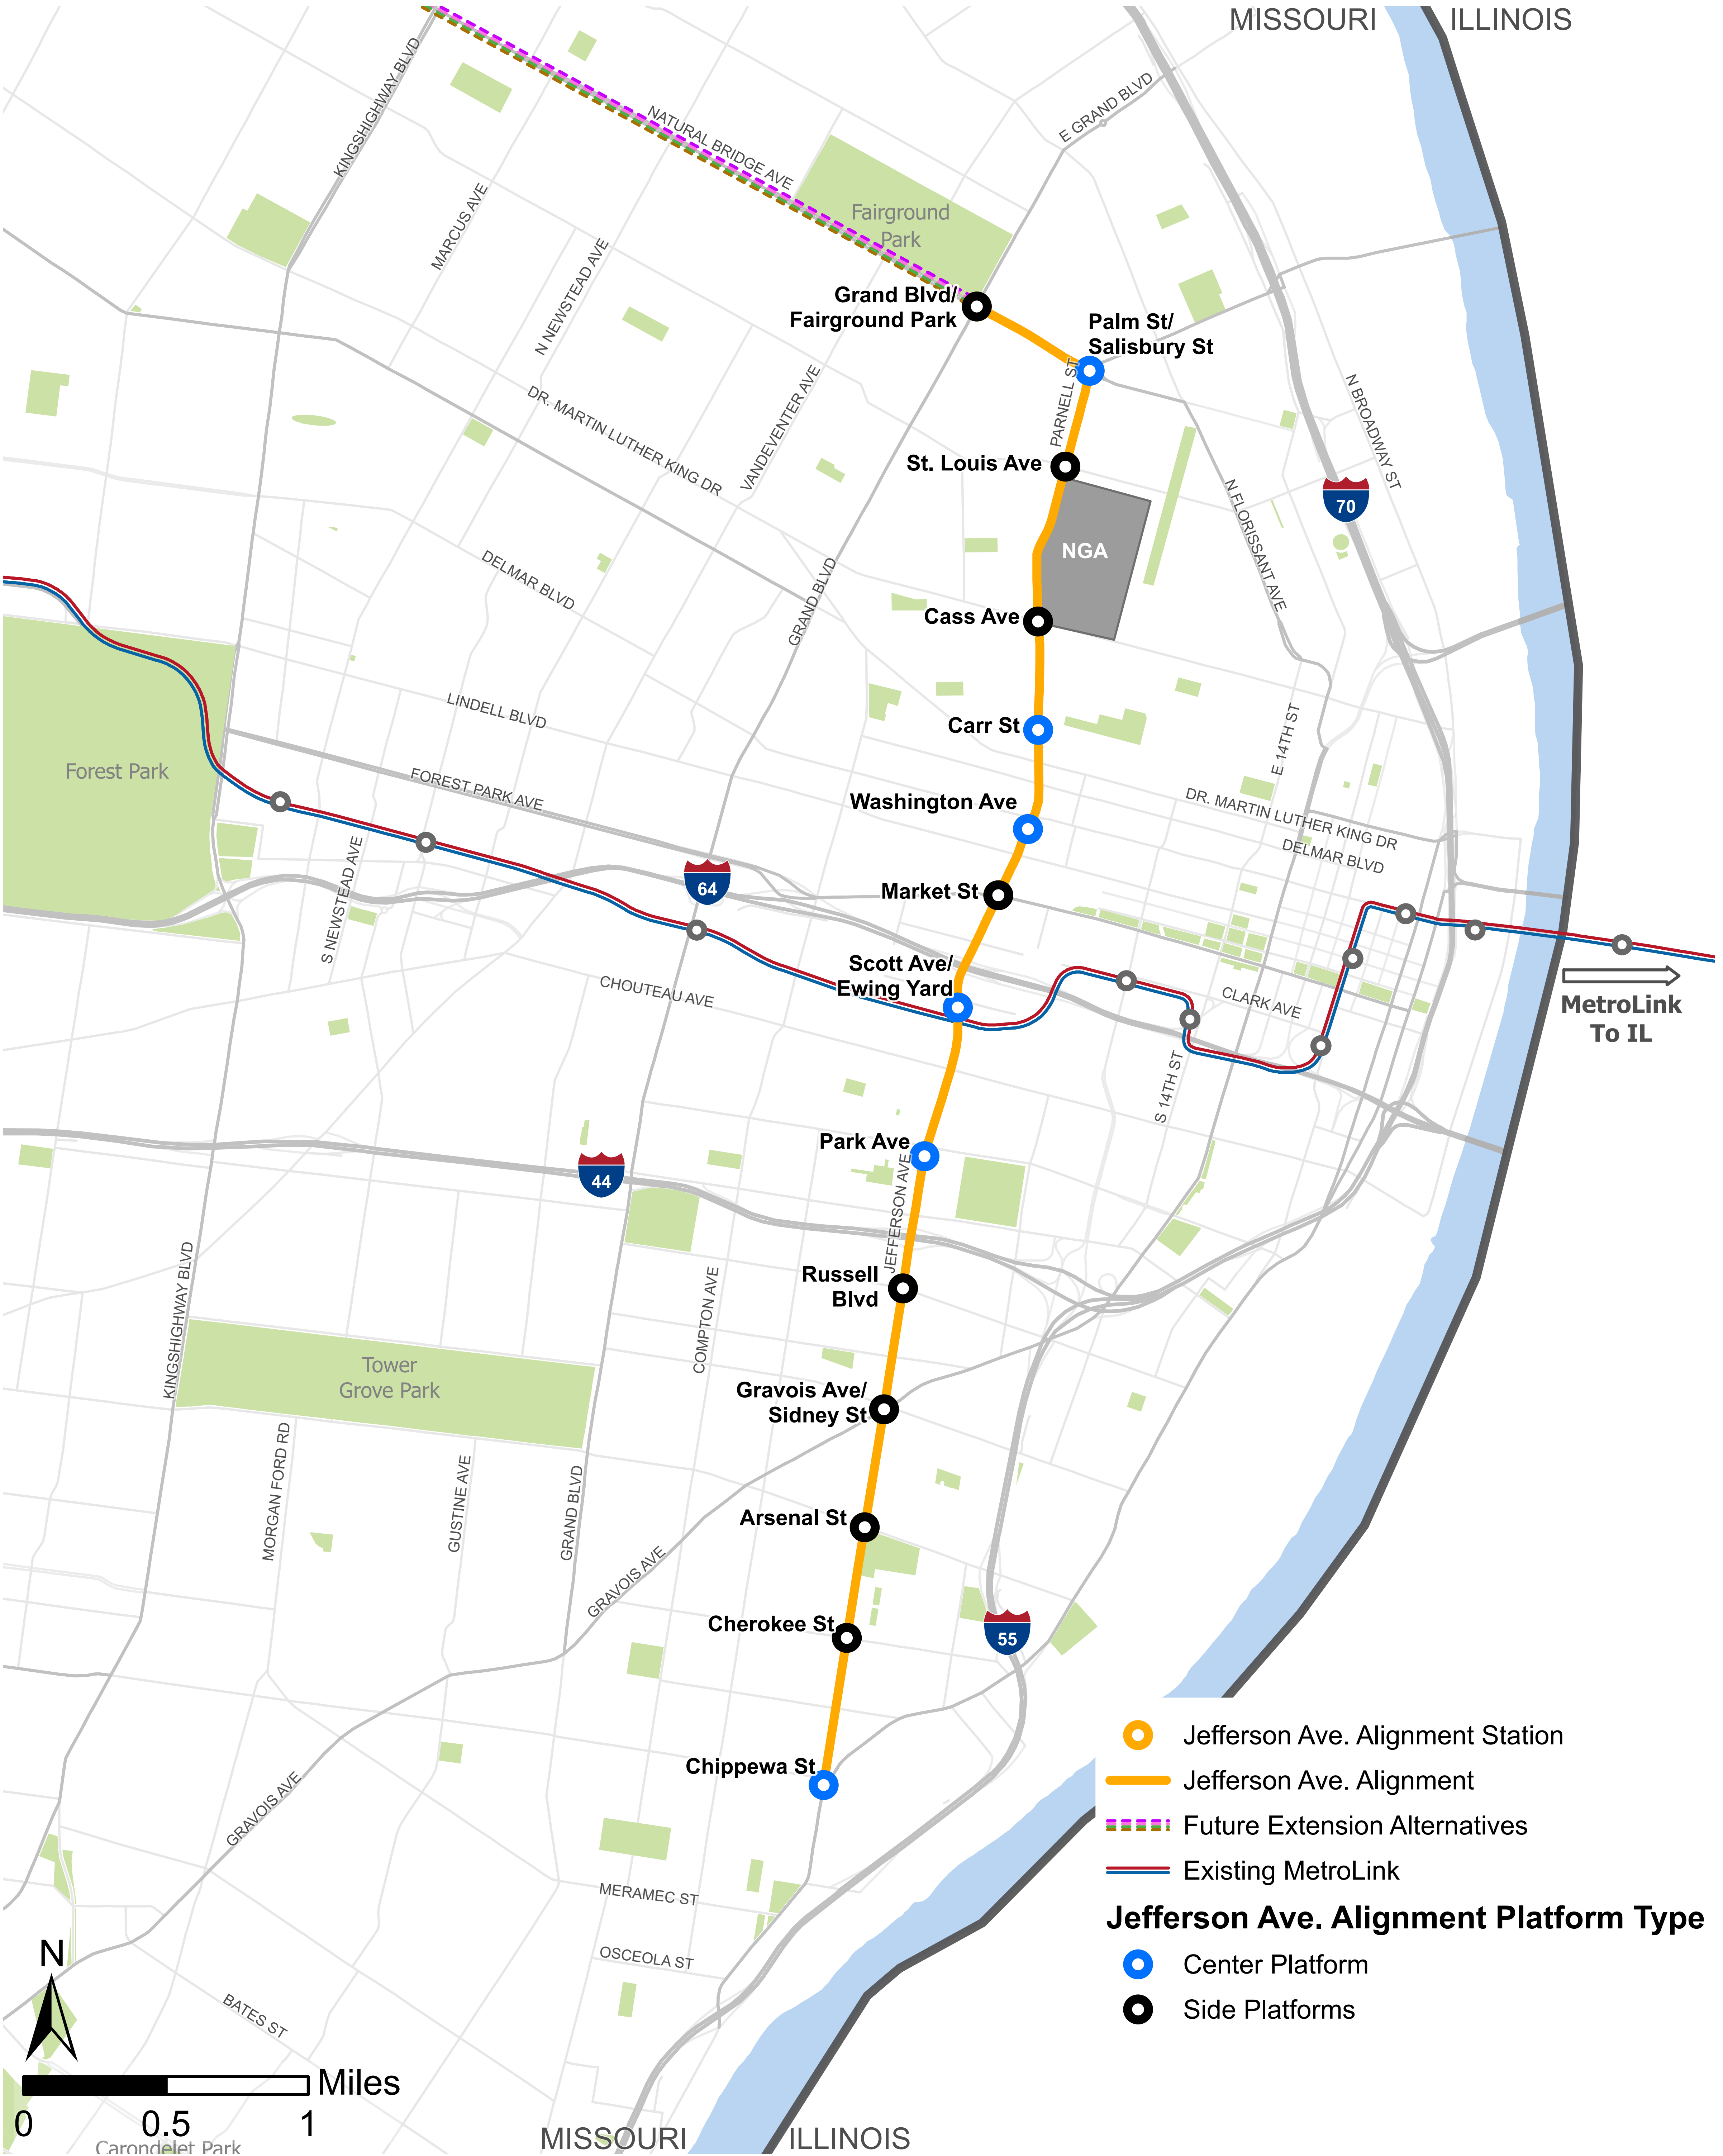 MISSOURI
ILLINOIS
KINGSHIGHWAY BLVD
E GRAND BLVD
NATURAL BRIDGE AVE
MARCUS AVE
Fairground
Park
N NEWSTEAD AVE
Grand Blvd/
Fairground Park
Palm St/
Salisbury St
PARNELL ST
N BROADWAY ST
DR. MARTIN LUTHER KING DR
VANDEVENTER AVE
St. Louis Ave
N FLORISSANT AVE
70
NGA
DELMAR BLVD
GRAND BLVD
Cass Ave
LINDELL BLVD
Carr St
E 14TH ST
Forest Park
FOREST PARK AVE
Washington Ave
DR. MARTIN LUTHER KING DR
DELMAR BLVD
S NEWSTEAD AVE
64
Market St
Scott Ave/
Ewing Yard
CHOUTEAU AVE
CLARK AVE
MetroLink
To IL
S 14TH ST
Park Ave
44
JEFFERSON AVE
KINGSHIGHWAY BLVD
COMPTON AVE
Russell
Blvd
Tower
Grove Park
Gravois Ave/
Sidney St
MORGAN FORD RD
GUSTINE AVE
GRAND BLVD
Arsenal St
GRAVOIS AVE
Cherokee St
55
Chippewa St
GRAVOIS AVE
MERAMEC ST
OSCEOLA ST
BATES ST
Jefferson Ave. Alignment Station
Jefferson Ave. Alignment
Future Extension Alternatives
Existing MetroLink
Jefferson Ave. Alignment Platform Type
Center Platform
Side Platforms
N
Miles
0
0.5
1
Carondelet Park
MISSOURI
ILLINOIS